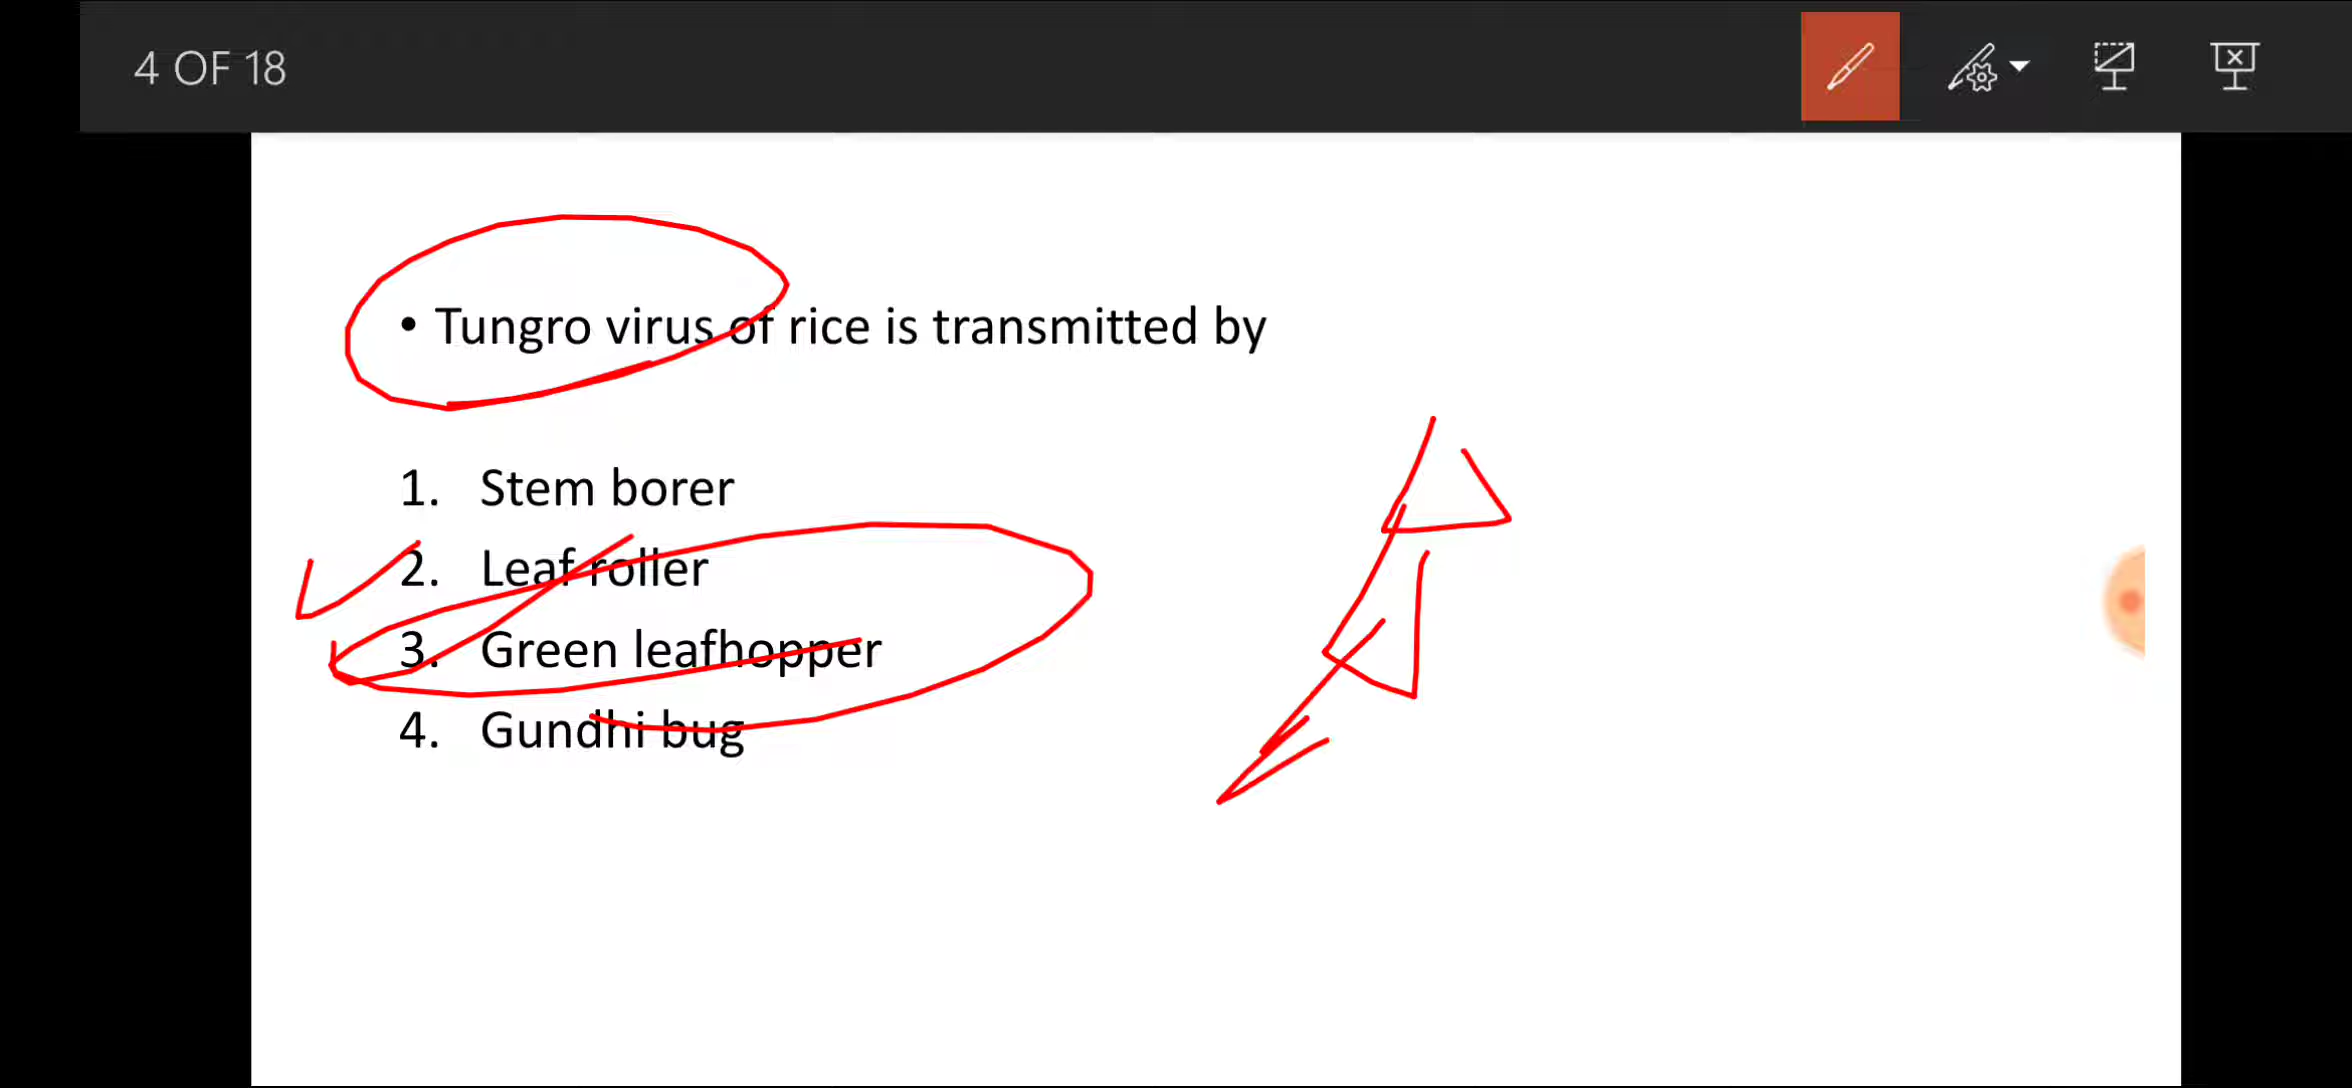 4 OF 18
• Tungro virus of rice is transmitted by
1. Stem borer
2. Leaf roller
3. Green leafhopper
4. Gundhi bug